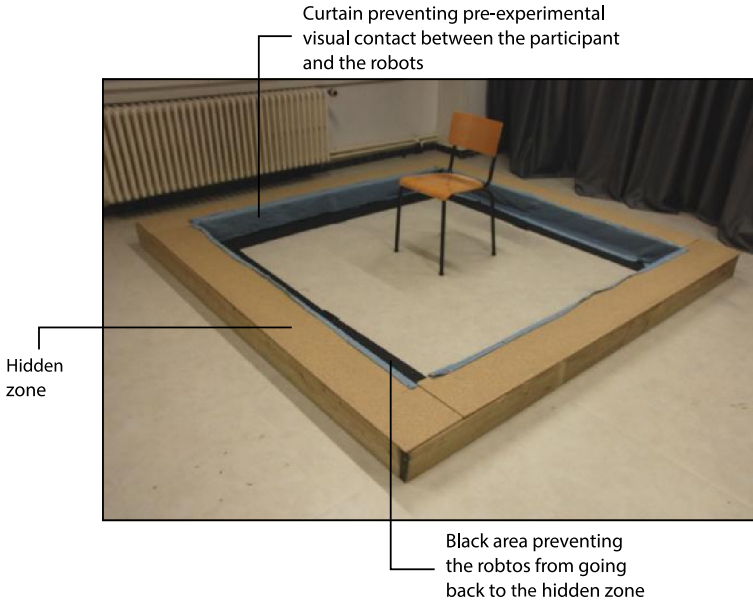 Curtain preventing pre-experimental
visual contact between the participant
and the robots
Hidden
zone
Black area preventing
the robtos from going
back to the hidden zone